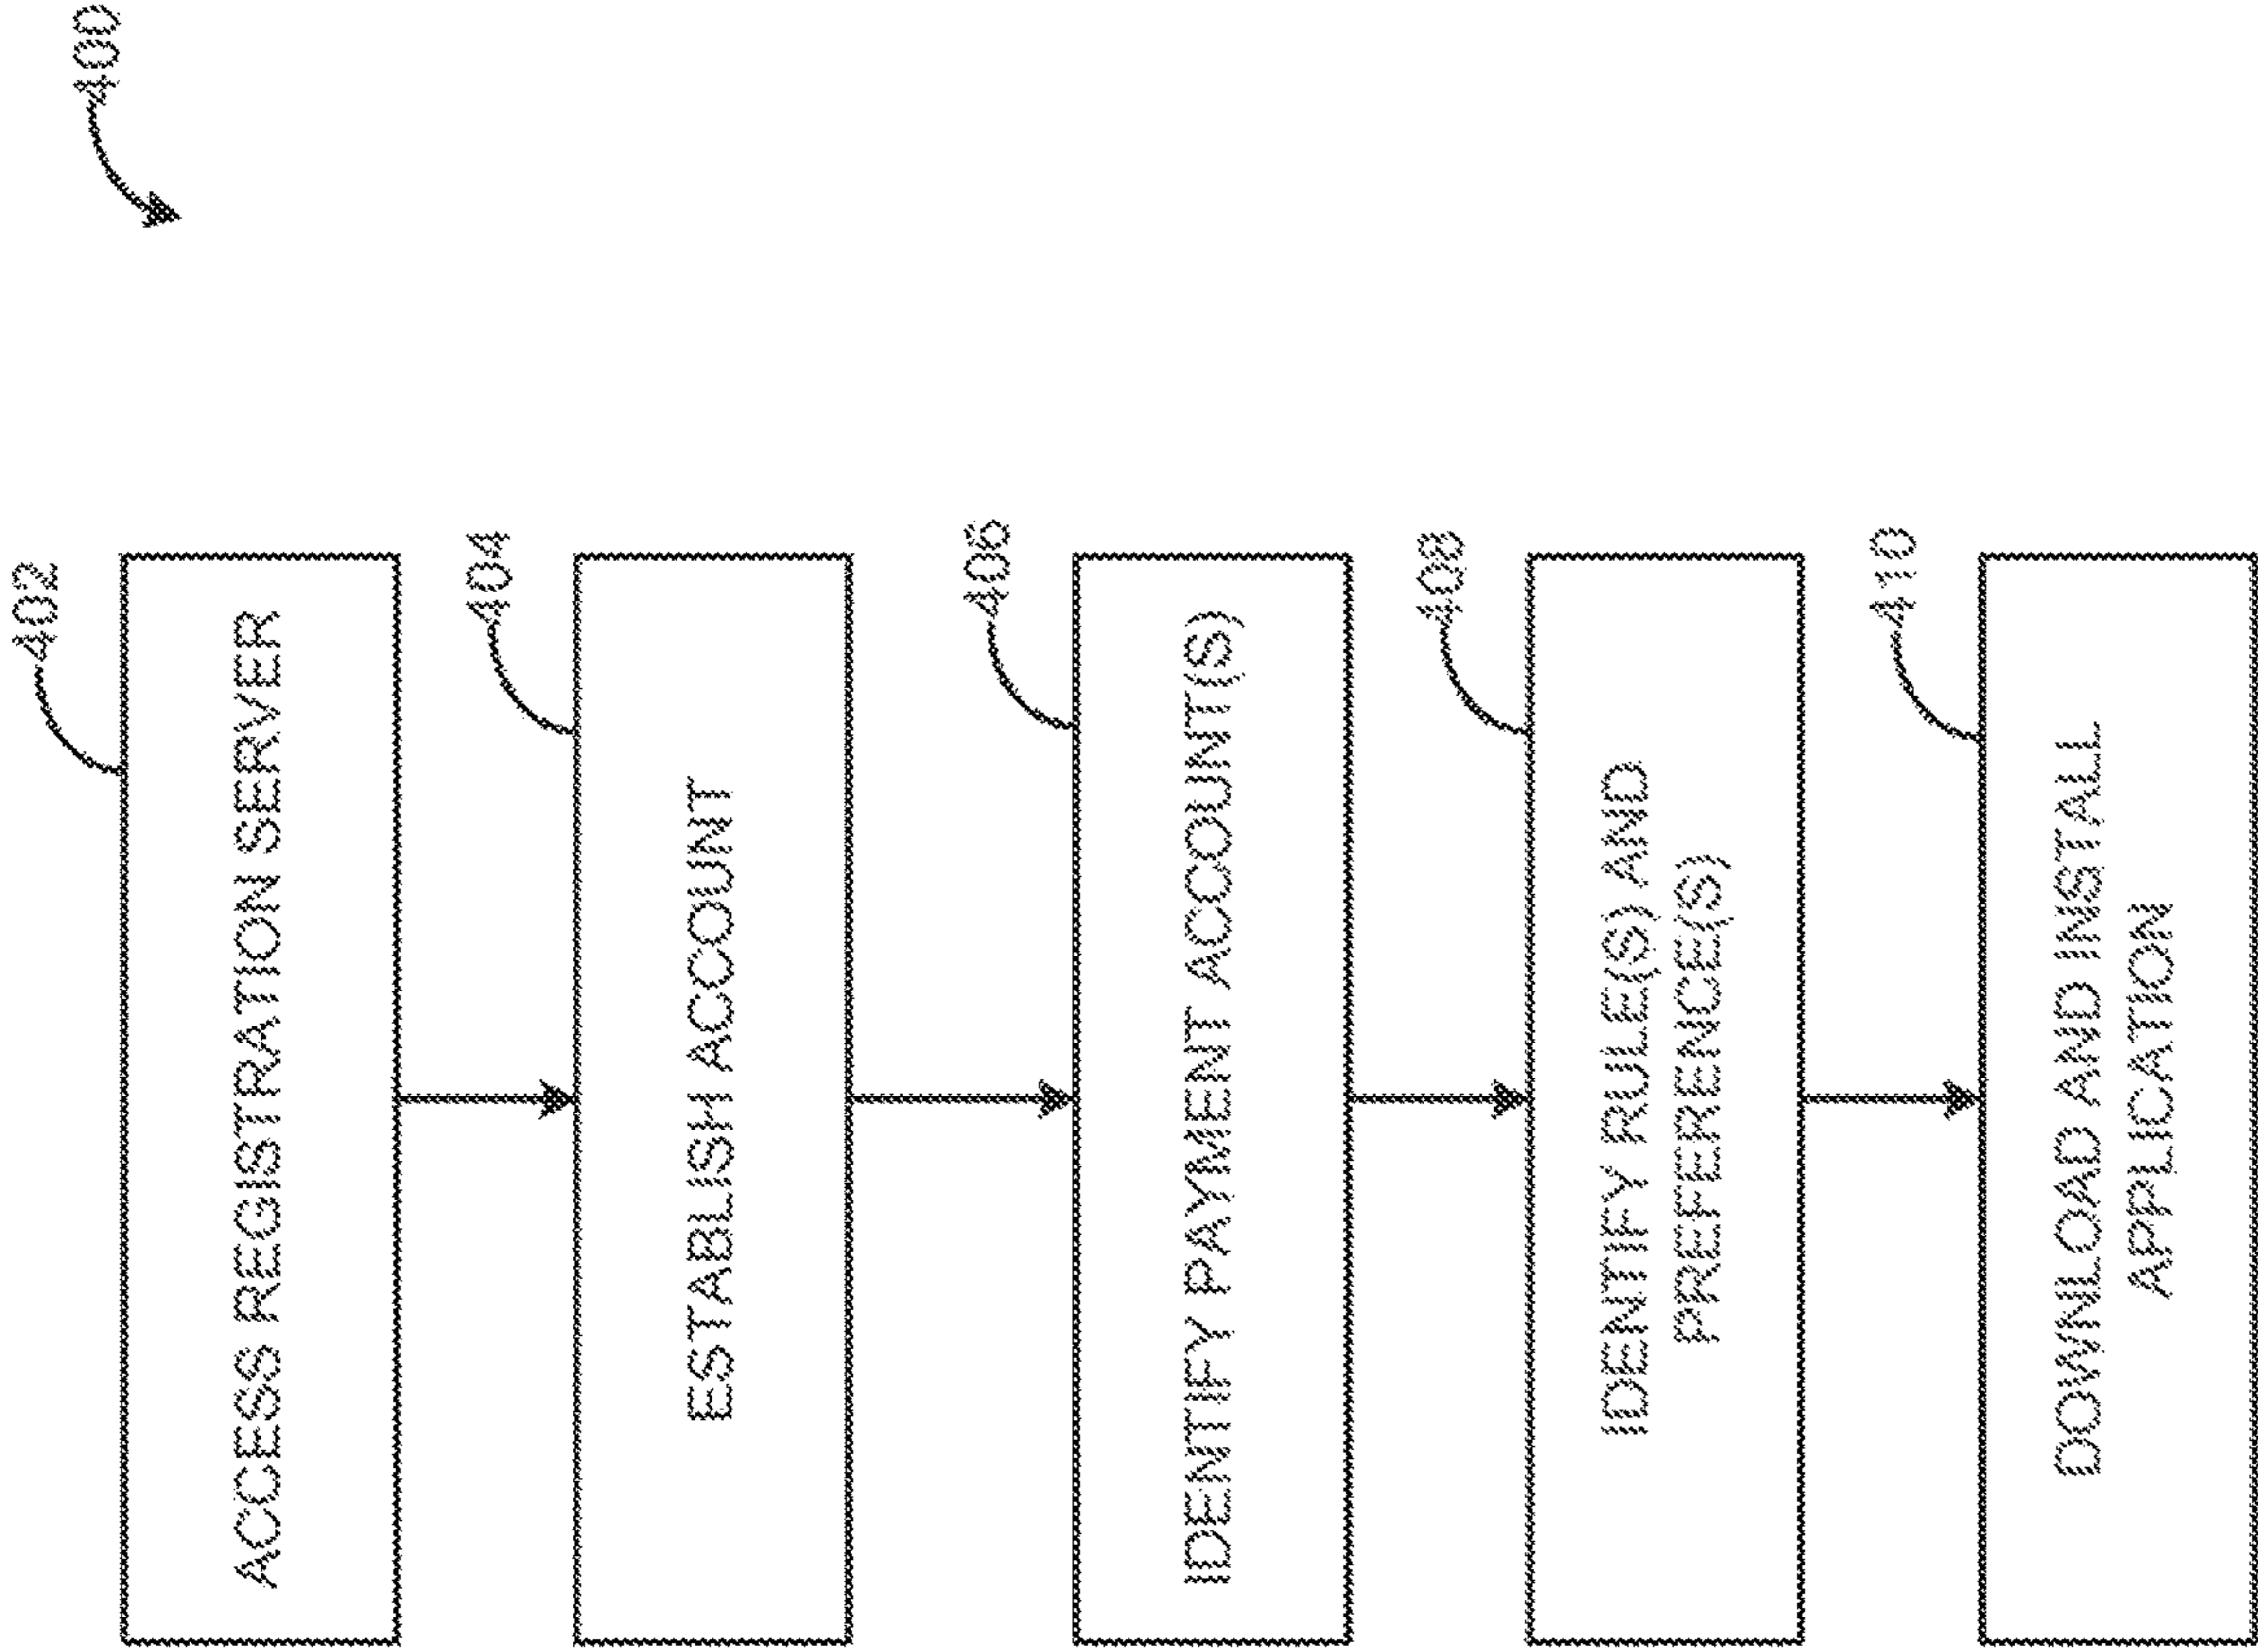 400
402
ACCESS REGISTRATION SERVER
404
ESTABLISH ACCOUNT
406
IDENTIFY PAYMENT ACCOUNT(S)
408
IDENTIFY RULE(S) AND
PREFERENCE(S)
410
DOWNLOAD AND INSTALL
APPLICATION